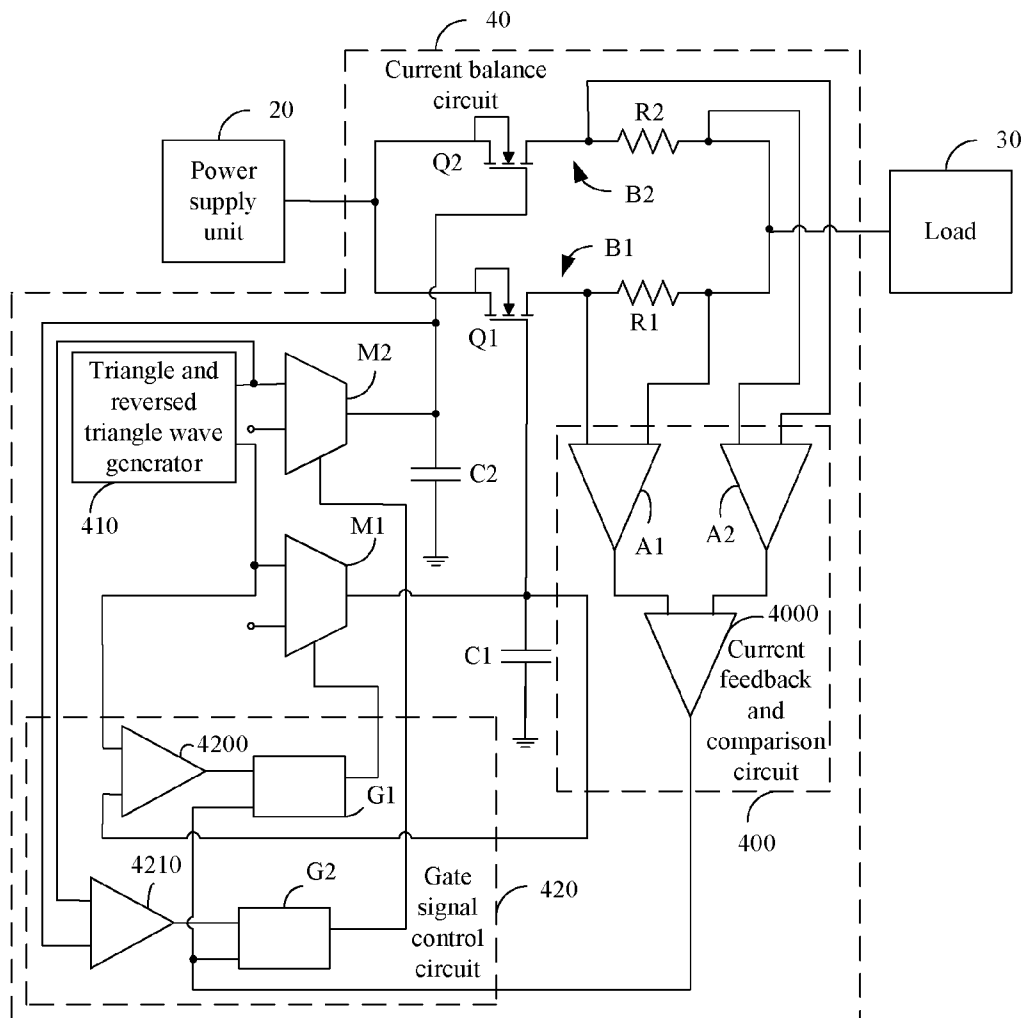 40
Current balance
circuit
20
Power
supply
unit
Q2
R2
B2
30
Load
B1
Q1
R1
Triangle and
reversed
triangle wave
generator
410
M2
C2
M1
A1
A2
4000
C1
Current
feedback
and
comparison
circuit
400
4200
G1
4210
G2
Gate
signal
control
circuit
420